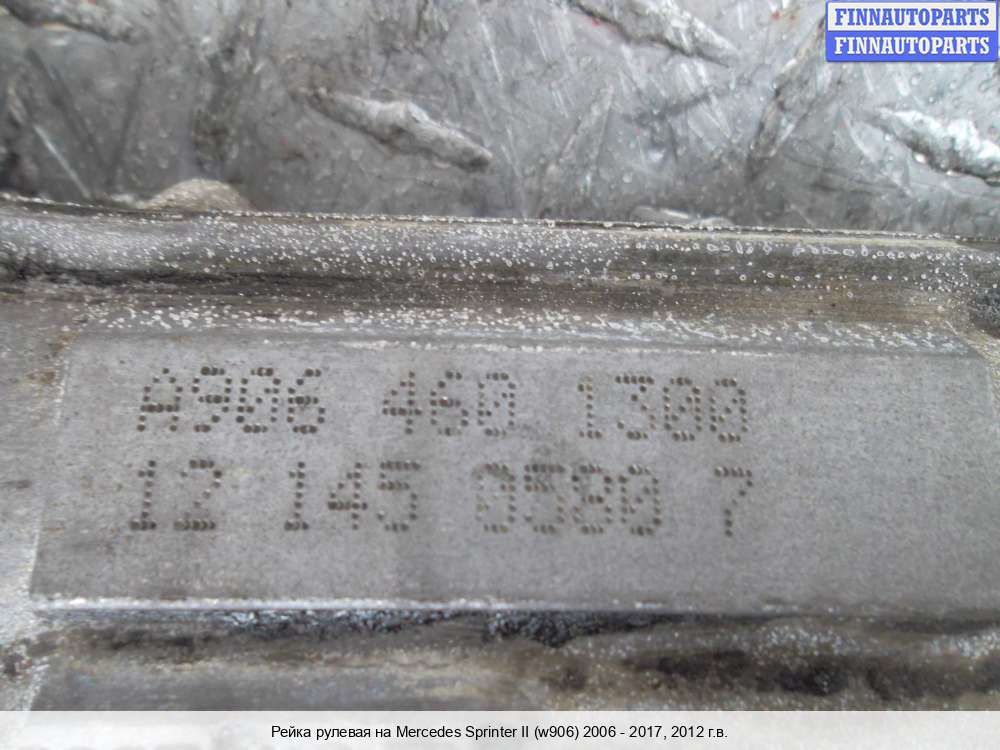 FINNAUTOPARTS
FINNAUTOPARTS
A906 460 1300
12 145 0580 7
Рейка рулевая на Mercedes Sprinter II (w906) 2006 - 2017, 2012 г.в.